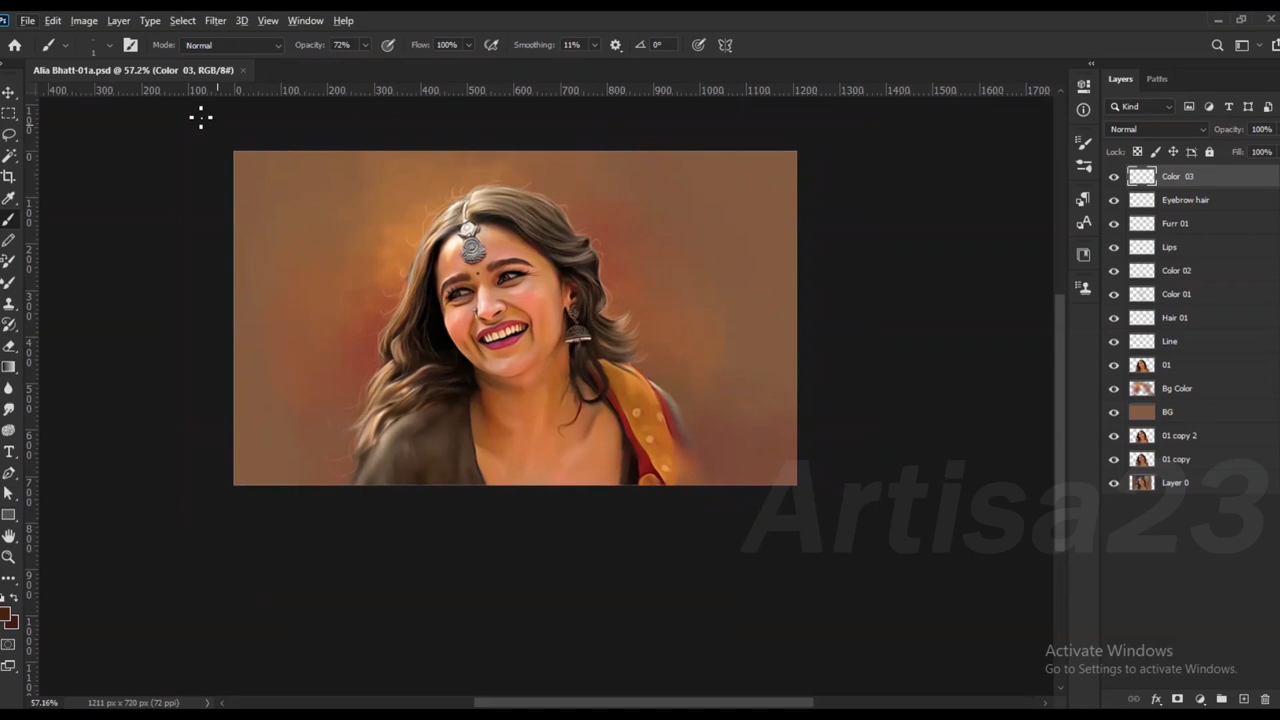 File Edit Image Layer Type Select Filter 3D View Window Help
Mode: Normal Opacity: 72% Flow: 100% Smoothing: 11% 0°
Alia Bhatt-01a.psd @ 57.2% (Color 03, RGB/8#) ×
400 300 200 100 0 100 200 300 400 500 600 700 800 900 1000 1100 1200 1300 1400 1500 1600 1700
Layers Paths
Kind
Normal Opacity: 100%
Lock: Fill: 100%
Color 03
Eyebrow hair
Furr 01
Lips
Color 02
Color 01
Hair 01
Line
01
Bg Color
BG
01 copy 2
01 copy
Layer 0
Artisa23
Activate Windows
Go to Settings to activate Windows.
57.16% 1211 px x 720 px (72 ppi)